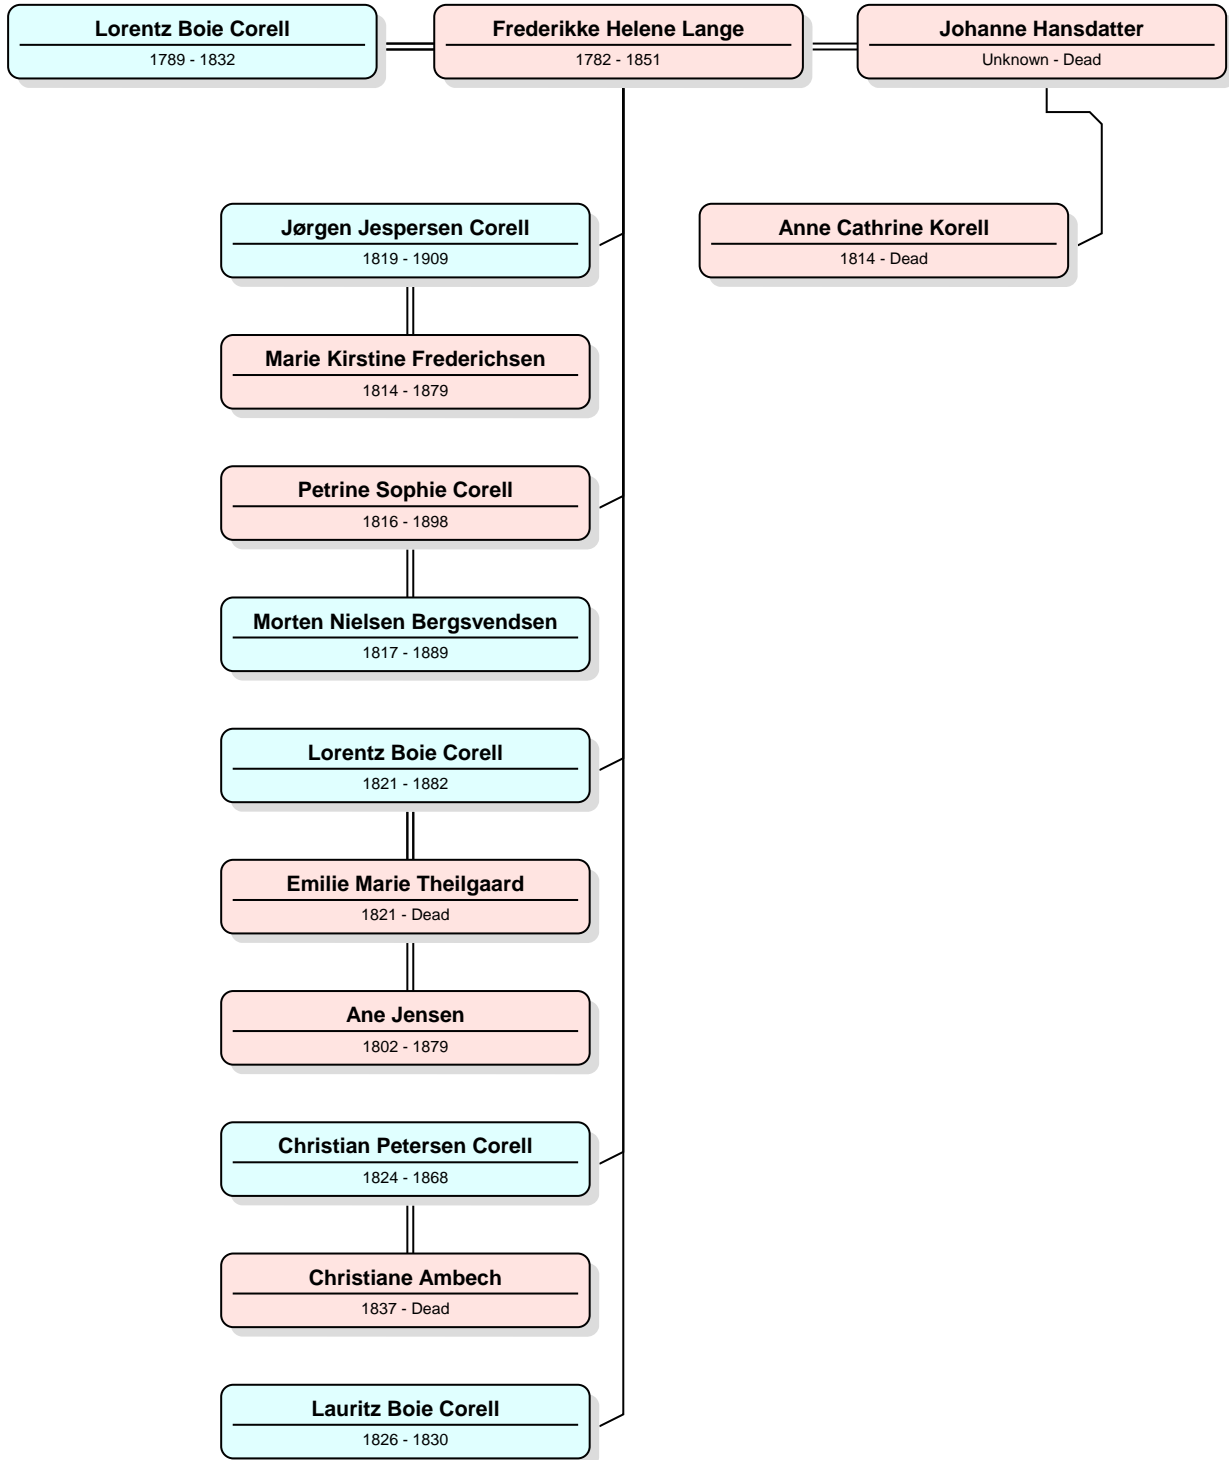 Lorentz Boie Corell
1789 - 1832
Frederikke Helene Lange
1782 - 1851
Johanne Hansdatter
Unknown - Dead
Jørgen Jespersen Corell
1819 - 1909
Anne Cathrine Korell
1814 - Dead
Marie Kirstine Frederichsen
1814 - 1879
Petrine Sophie Corell
1816 - 1898
Morten Nielsen Bergsvendsen
1817 - 1889
Lorentz Boie Corell
1821 - 1882
Emilie Marie Theilgaard
1821 - Dead
Ane Jensen
1802 - 1879
Christian Petersen Corell
1824 - 1868
Christiane Ambech
1837 - Dead
Lauritz Boie Corell
1826 - 1830